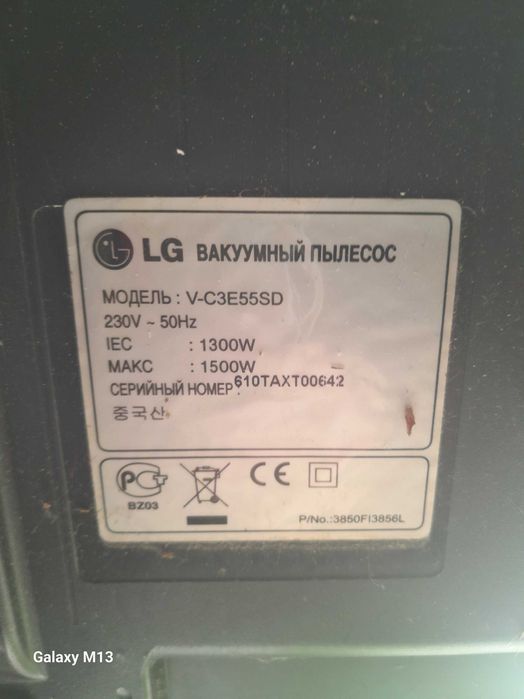 LG ВАКУУМНЫЙ ПЫЛЕСОС
МОДЕЛЬ : V-C3E55SD
230V ~ 50Hz
IEC : 1300W
МАКС : 1500W
СЕРИЙНЫЙ НОМЕР : 610TAXT00642
중국산
РСТ
BZ03
CE
P/No.:3850FI3856L
Galaxy M13